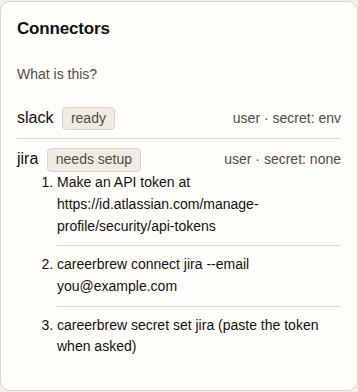 Connectors
What is this?
slack ready user · secret: env
jira needs setup user · secret: none
1. Make an API token at
https://id.atlassian.com/manage-
profile/security/api-tokens
2. careerbrew connect jira --email
you@example.com
3. careerbrew secret set jira (paste the token
when asked)